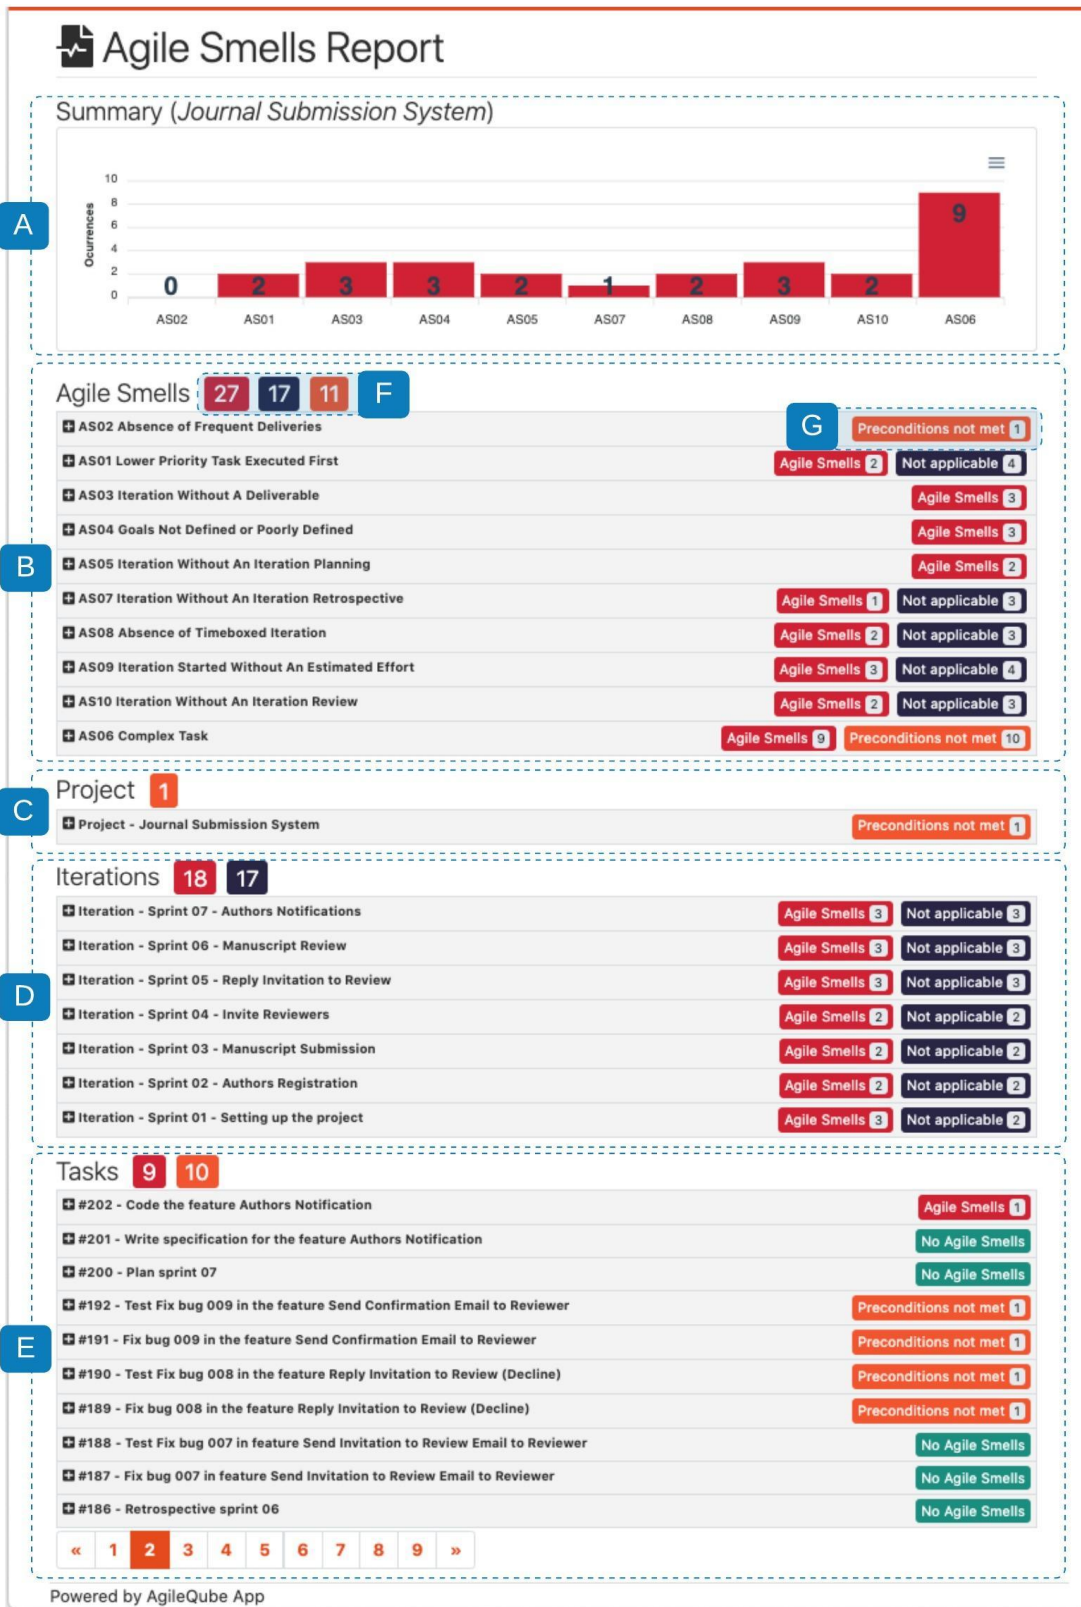 Agile Smells Report
Summary (Journal Submission System)
A
Ocurrences
10
8
6
4
2
0
0 2 3 3 2 1 2 3 2 9
AS02 AS01 AS03 AS04 AS05 AS07 AS08 AS09 AS10 AS06
Agile Smells 27 17 11 F
AS02 Absence of Frequent Deliveries G Preconditions not met 1
AS01 Lower Priority Task Executed First Agile Smells 2 Not applicable 4
AS03 Iteration Without A Deliverable Agile Smells 3
AS04 Goals Not Defined or Poorly Defined Agile Smells 3
B
AS05 Iteration Without An Iteration Planning Agile Smells 2
AS07 Iteration Without An Iteration Retrospective Agile Smells 1 Not applicable 3
AS08 Absence of Timeboxed Iteration Agile Smells 2 Not applicable 3
AS09 Iteration Started Without An Estimated Effort Agile Smells 3 Not applicable 4
AS10 Iteration Without An Iteration Review Agile Smells 2 Not applicable 3
AS06 Complex Task Agile Smells 9 Preconditions not met 10
Project 1
C
Project - Journal Submission System Preconditions not met 1
Iterations 18 17
Iteration - Sprint 07 - Authors Notifications Agile Smells 3 Not applicable 3
Iteration - Sprint 06 - Manuscript Review Agile Smells 3 Not applicable 3
Iteration - Sprint 05 - Reply Invitation to Review Agile Smells 3 Not applicable 3
D
Iteration - Sprint 04 - Invite Reviewers Agile Smells 2 Not applicable 2
Iteration - Sprint 03 - Manuscript Submission Agile Smells 2 Not applicable 2
Iteration - Sprint 02 - Authors Registration Agile Smells 2 Not applicable 2
Iteration - Sprint 01 - Setting up the project Agile Smells 3 Not applicable 2
Tasks 9 10
#202 - Code the feature Authors Notification Agile Smells 1
#201 - Write specification for the feature Authors Notification No Agile Smells
#200 - Plan sprint 07 No Agile Smells
#192 - Test Fix bug 009 in the feature Send Confirmation Email to Reviewer Preconditions not met 1
E
#191 - Fix bug 009 in the feature Send Confirmation Email to Reviewer Preconditions not met 1
#190 - Test Fix bug 008 in the feature Reply Invitation to Review (Decline) Preconditions not met 1
#189 - Fix bug 008 in the feature Reply Invitation to Review (Decline) Preconditions not met 1
#188 - Test Fix bug 007 in feature Send Invitation to Review Email to Reviewer No Agile Smells
#187 - Fix bug 007 in feature Send Invitation to Review Email to Reviewer No Agile Smells
#186 - Retrospective sprint 06 No Agile Smells
« 1 2 3 4 5 6 7 8 9 »
Powered by AgileQube App